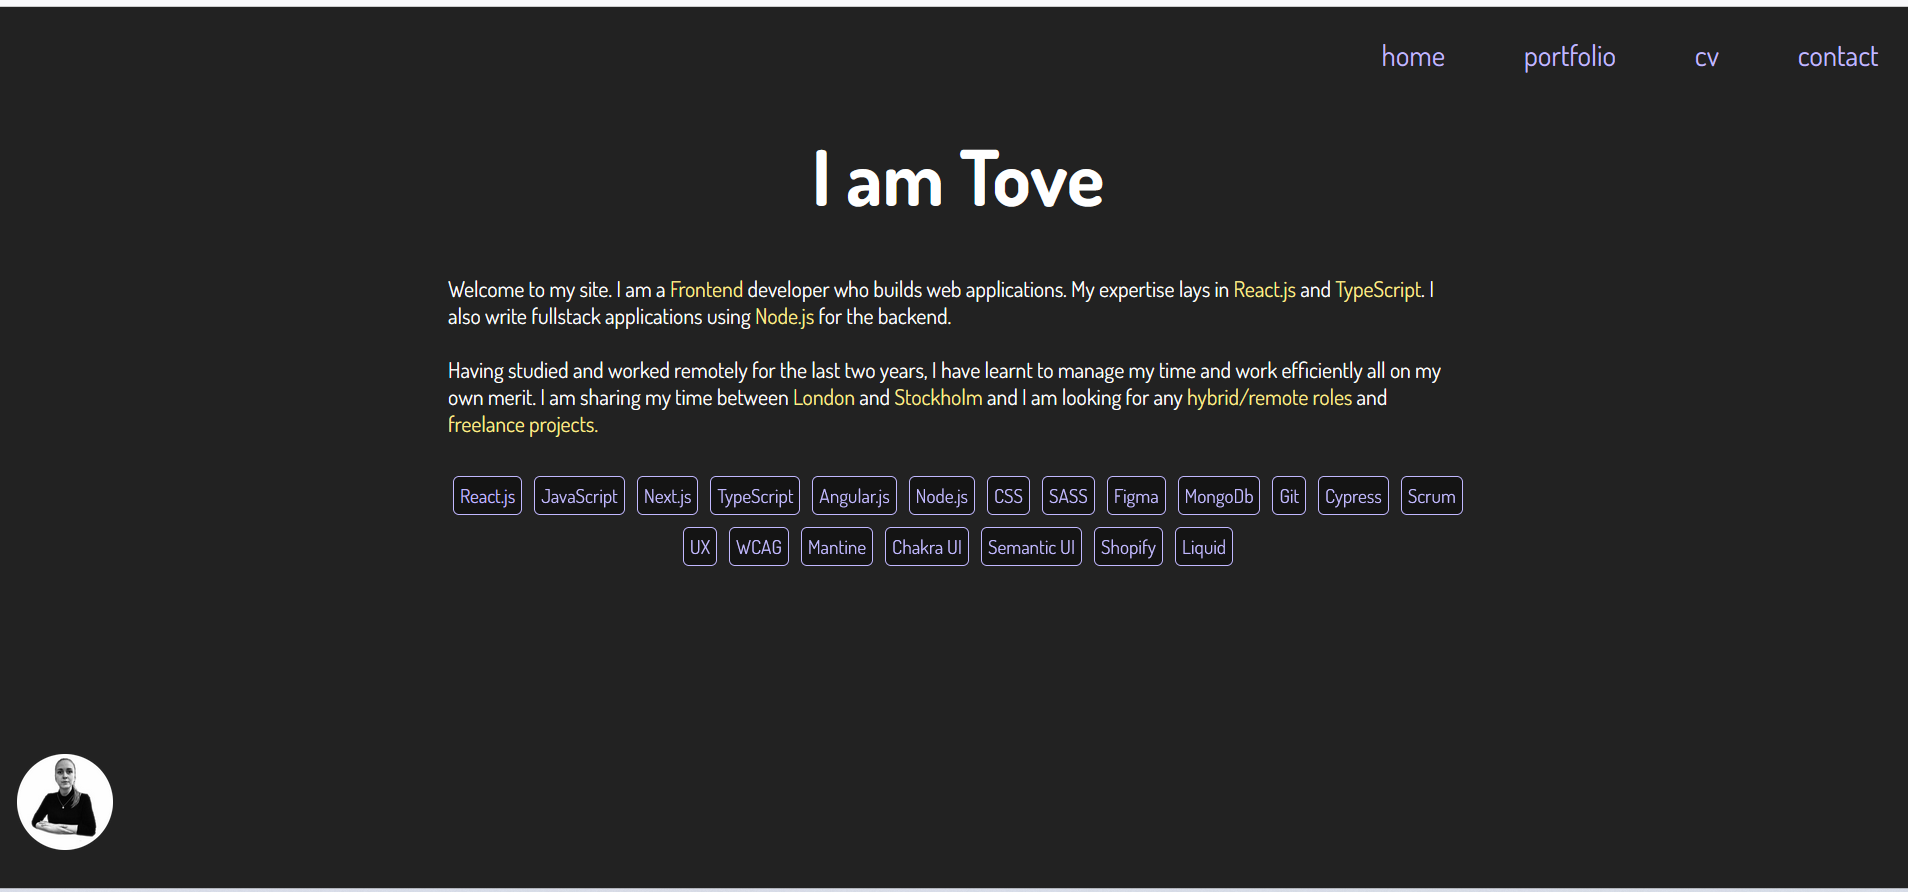 home portfolio cv contact
I am Tove
Welcome to my site. I am a Frontend developer who builds web applications. My expertise lays in React.js and TypeScript. I
also write fullstack applications using Node.js for the backend.
Having studied and worked remotely for the last two years, I have learnt to manage my time and work efficiently all on my
own merit. I am sharing my time between London and Stockholm and I am looking for any hybrid/remote roles and
freelance projects.
React.js JavaScript Next.js TypeScript Angular.js Node.js CSS SASS Figma MongoDb Git Cypress Scrum
UX WCAG Mantine Chakra UI Semantic UI Shopify Liquid